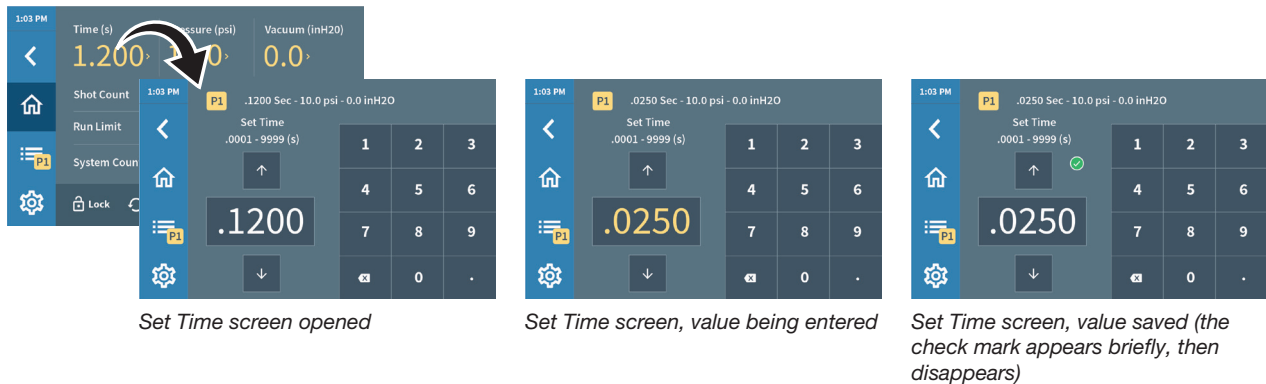 1:03 PM
Time (s)
ssure (psi)
Vacuum (inH20)
1.200
0
0.0
Shot Count
Run Limit
P1
System Coun
Lock
1:03 PM
P1
.1200 Sec - 10.0 psi - 0.0 inH2O
Set Time
.0001 - 9999 (s)
1 2 3
4 5 6
.1200
7 8 9
P1
0 .
Set Time screen opened
1:03 PM
P1
.0250 Sec - 10.0 psi - 0.0 inH2O
Set Time
.0001 - 9999 (s)
1 2 3
4 5 6
.0250
7 8 9
P1
0 .
Set Time screen, value being entered
1:03 PM
P1
.0250 Sec - 10.0 psi - 0.0 inH2O
Set Time
.0001 - 9999 (s)
1 2 3
4 5 6
.0250
7 8 9
P1
0 .
Set Time screen, value saved (the
check mark appears briefly, then
disappears)